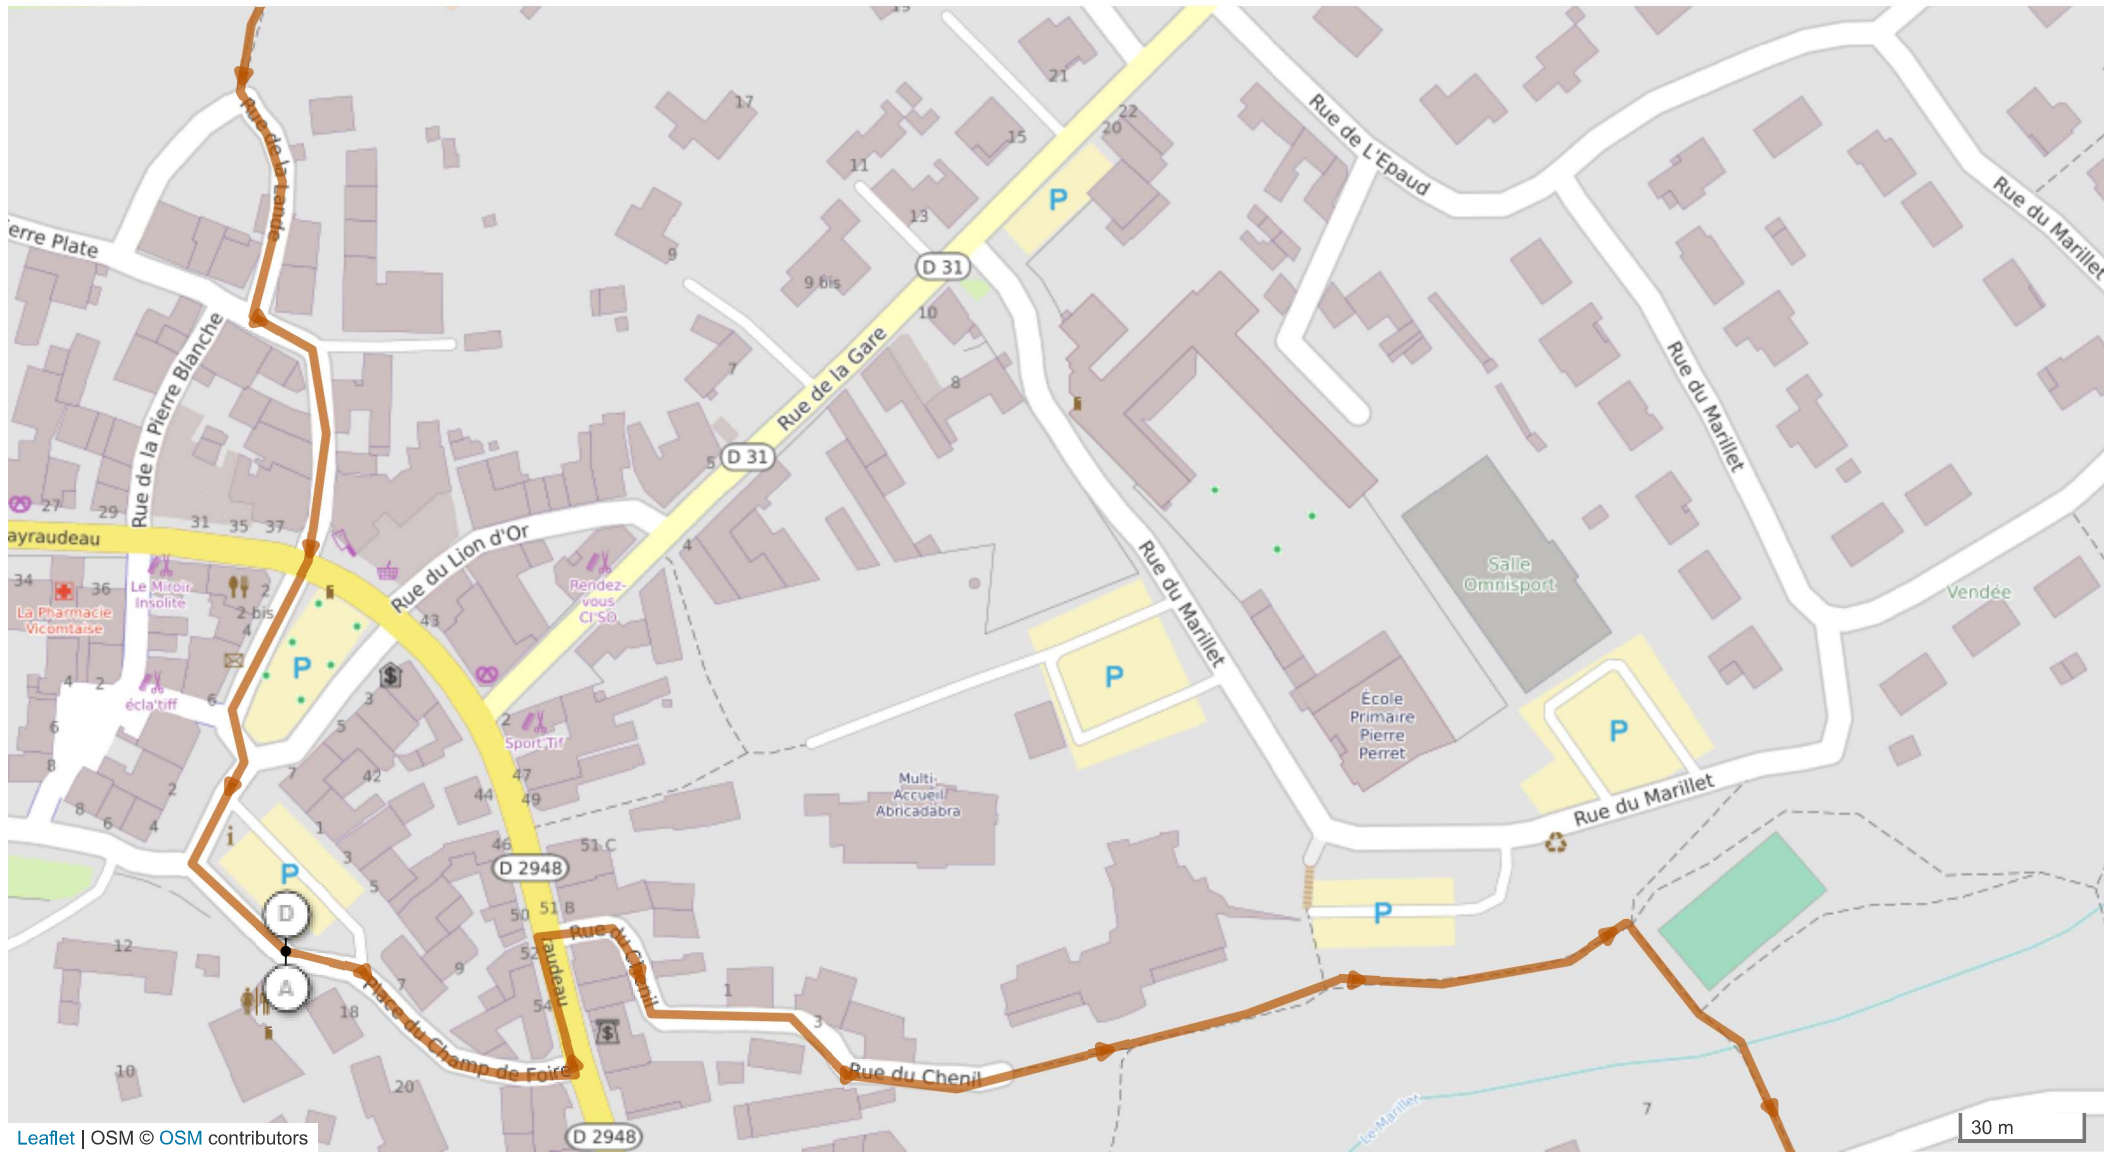 19
21
17
22
20
15
Rue de L'Epaud
Rue de la Lande
11
Rue du Marillet
13
ierre Plate
9
D 31
9 bis
10
Rue de la Pierre Blanche
Rue de la Gare
7
8
Rue du Marillet
5
D 31
27
29
31
35
37
ayraudeau
Rue du Lion d'Or
4
Rue du Marillet
Salle
Omnisport
34
36
Le Miroir
Insolite
2
2 bis
4
Rendez-
vous
CI'SO
Vendée
La Pharmacie
Vicomtaise
43
P
P
P
4
2
écla'tiff
6
3
5
2
Sport'Tif
École
Primaire
Pierre
Perret
P
6
8
7
42
47
49
44
2
Multi-
Accueil
Abricadabra
Rue du Marillet
8
6
4
i
1
3
5
46
51 C
D 2948
P
D
50
51 B
P
Rue du Chenil
52
raudeau
12
9
7
A
18
54
1
3
Place du Champ de Foire
Rue du Chenil
10
20
Le Marillet
7
30 m
D 2948
Leaflet | OSM © OSM contributors